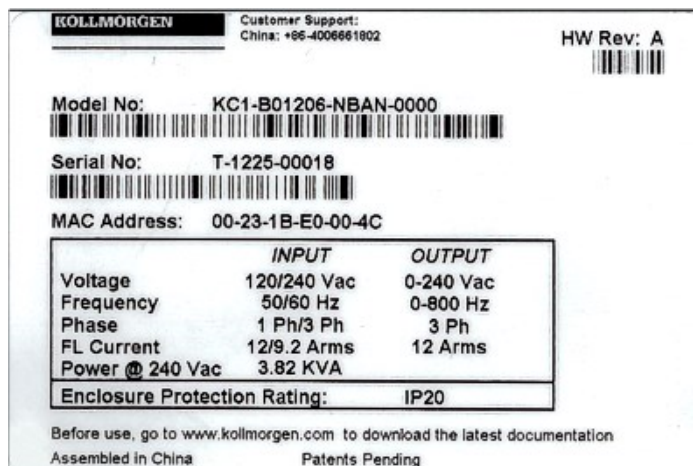 KOLLMORGEN
Customer Support:
China: +86-4006661802
HW Rev: A
Model No: KC1-B01206-NBAN-0000
Serial No: T-1225-00018
MAC Address: 00-23-1B-E0-00-4C
INPUT OUTPUT
Voltage 120/240 Vac 0-240 Vac
Frequency 50/60 Hz 0-800 Hz
Phase 1 Ph/3 Ph 3 Ph
FL Current 12/9.2 Arms 12 Arms
Power @ 240 Vac 3.82 KVA
Enclosure Protection Rating: IP20
Before use, go to www.kollmorgen.com to download the latest documentation
Assembled in China Patents Pending